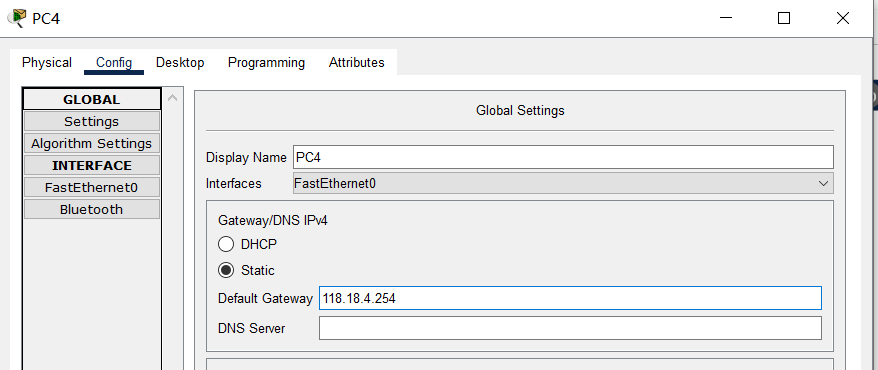 PC4
Physical Config Desktop Programming Attributes
GLOBAL
Settings
Algorithm Settings
INTERFACE
FastEthernet0
Bluetooth
Global Settings
Display Name PC4
Interfaces FastEthernet0
Gateway/DNS IPv4
DHCP
Static
Default Gateway 118.18.4.254
DNS Server